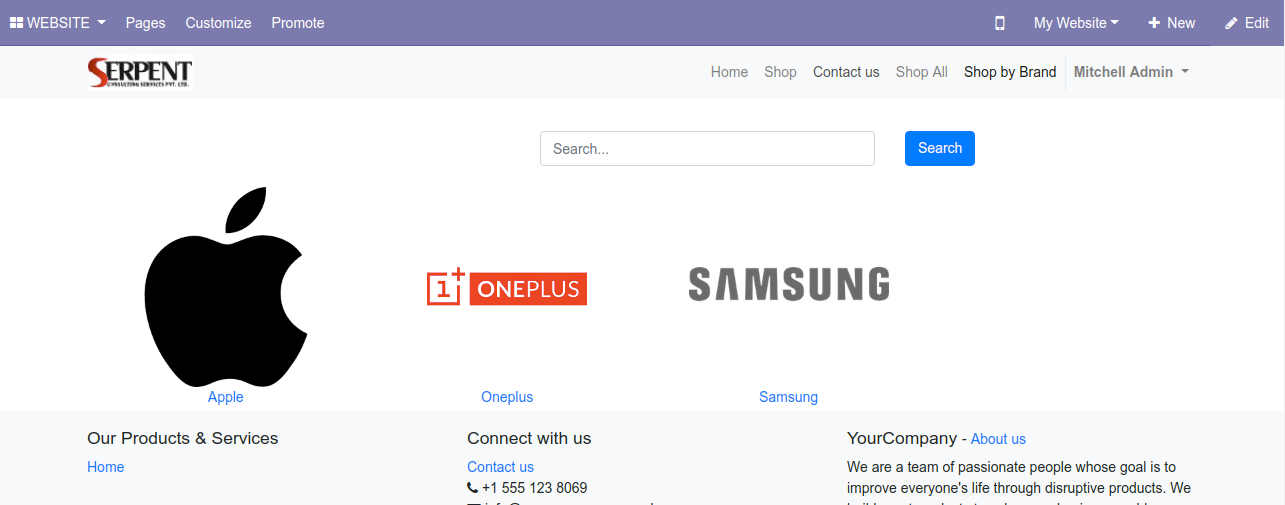 WEBSITE Pages Customize Promote My Website New Edit
SERPENT
CONSULTING SERVICES PVT. LTD.
Home Shop Contact us Shop All Shop by Brand Mitchell Admin
Search... Search
1+ ONEPLUS
SAMSUNG
Apple Oneplus Samsung
Our Products & Services Connect with us YourCompany - About us
Home Contact us We are a team of passionate people whose goal is to
+1 555 123 8069 improve everyone's life through disruptive products. We